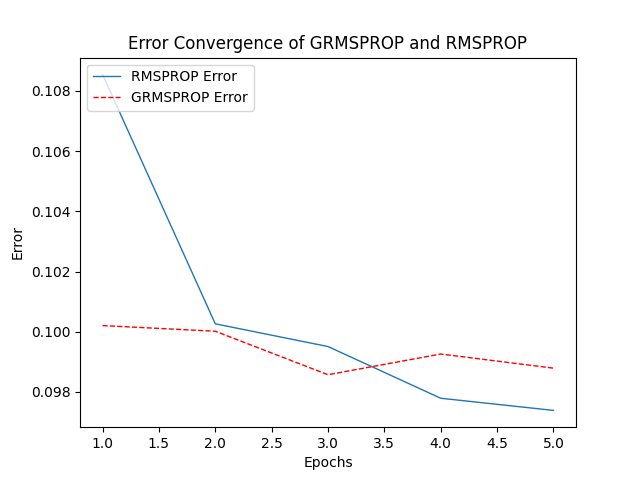 Error Convergence of GRMSPROP and RMSPROP
RMSPROP Error
GRMSPROP Error
0.108
0.106
0.104
0.102
0.100
0.098
Error
1.0 1.5 2.0 2.5 3.0 3.5 4.0 4.5 5.0
Epochs